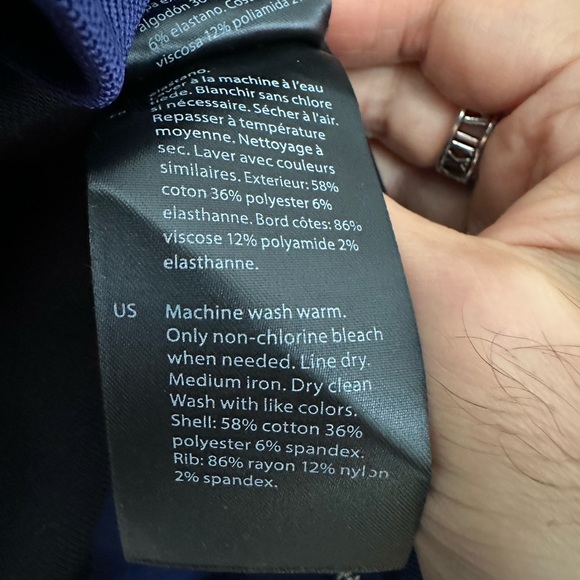 algodón 36
6% elastano. Cos
viscosa 12% poliamida 2%
elastano.
Laver à la machine à l'eau
tiède. Blanchir sans chlore
si nécessaire. Sécher à l'air.
Repasser à température
moyenne. Nettoyage à
sec. Laver avec couleurs
similaires. Exterieur: 58%
coton 36% polyester 6%
elasthanne. Bord côtes: 86%
viscose 12% polyamide 2%
elasthanne.
US Machine wash warm.
Only non-chlorine bleach
when needed. Line dry.
Medium iron. Dry clean
Wash with like colors.
Shell: 58% cotton 36%
polyester 6% spandex.
Rib: 86% rayon 12% nylon
2% spandex.